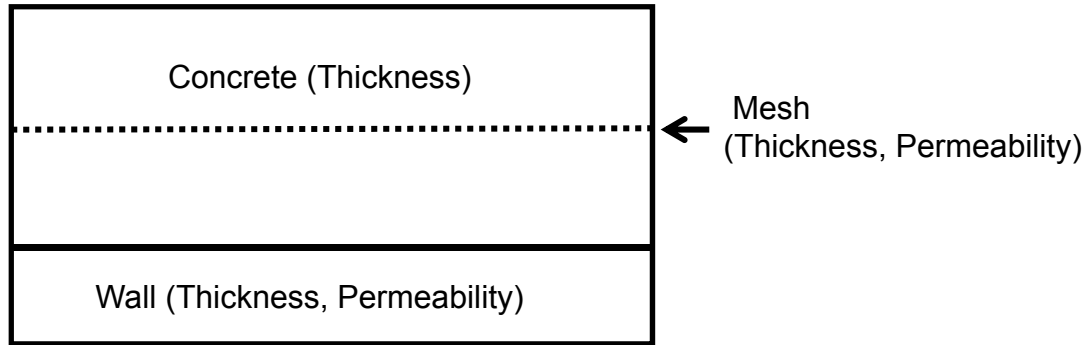 Concrete (Thickness)
Mesh
(Thickness, Permeability)
Wall (Thickness, Permeability)